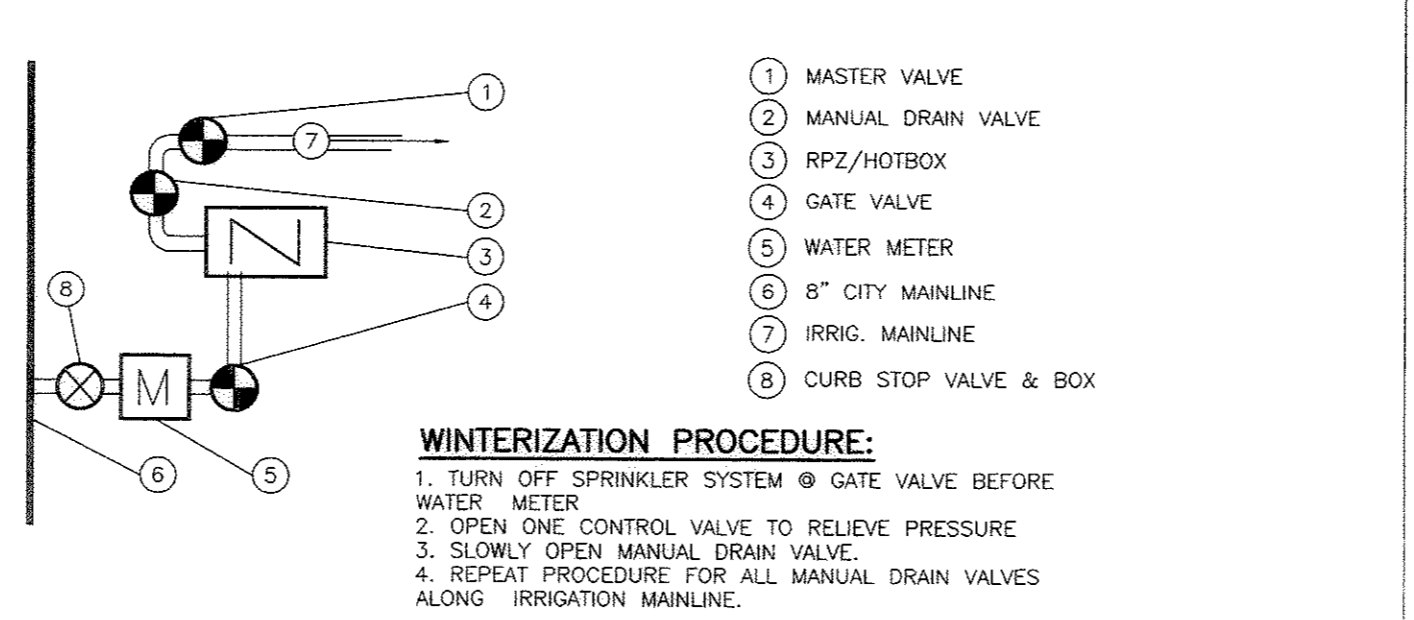 1
7
2
3
8
4
M
6
5
1 MASTER VALVE
2 MANUAL DRAIN VALVE
3 RPZ/HOTBOX
4 GATE VALVE
5 WATER METER
6 8" CITY MAINLINE
7 IRRIG. MAINLINE
8 CURB STOP VALVE & BOX
WINTERIZATION PROCEDURE:
1. TURN OFF SPRINKLER SYSTEM @ GATE VALVE BEFORE
WATER METER
2. OPEN ONE CONTROL VALVE TO RELIEVE PRESSURE
3. SLOWLY OPEN MANUAL DRAIN VALVE.
4. REPEAT PROCEDURE FOR ALL MANUAL DRAIN VALVES
ALONG IRRIGATION MAINLINE.